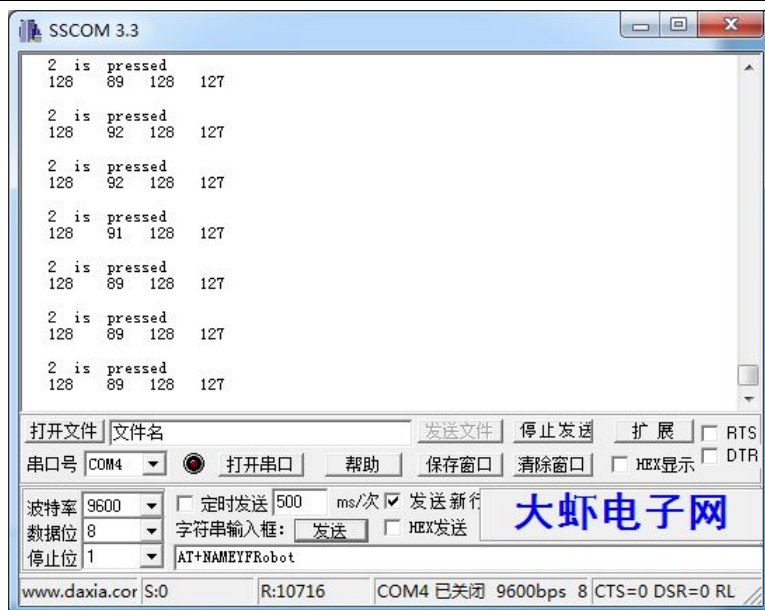 SSCOM 3.3
2 is pressed
128 89 128 127
2 is pressed
128 92 128 127
2 is pressed
128 92 128 127
2 is pressed
128 91 128 127
2 is pressed
128 89 128 127
2 is pressed
128 89 128 127
2 is pressed
128 89 128 127
打开文件 文件名 发送文件 停止发送 扩展 RTS
串口号 COM4 打开串口 帮助 保存窗口 清除窗口 HEX显示 DTR
波特率 9600 定时发送 500 ms/次 发送新行
大虾电子网
数据位 8 字符串输入框: 发送 HEX发送
停止位 1 AT+NAMEYFRobot
www.daxia.cor S:0 R:10716 COM4 已关闭 9600bps 8 CTS=0 DSR=0 RL